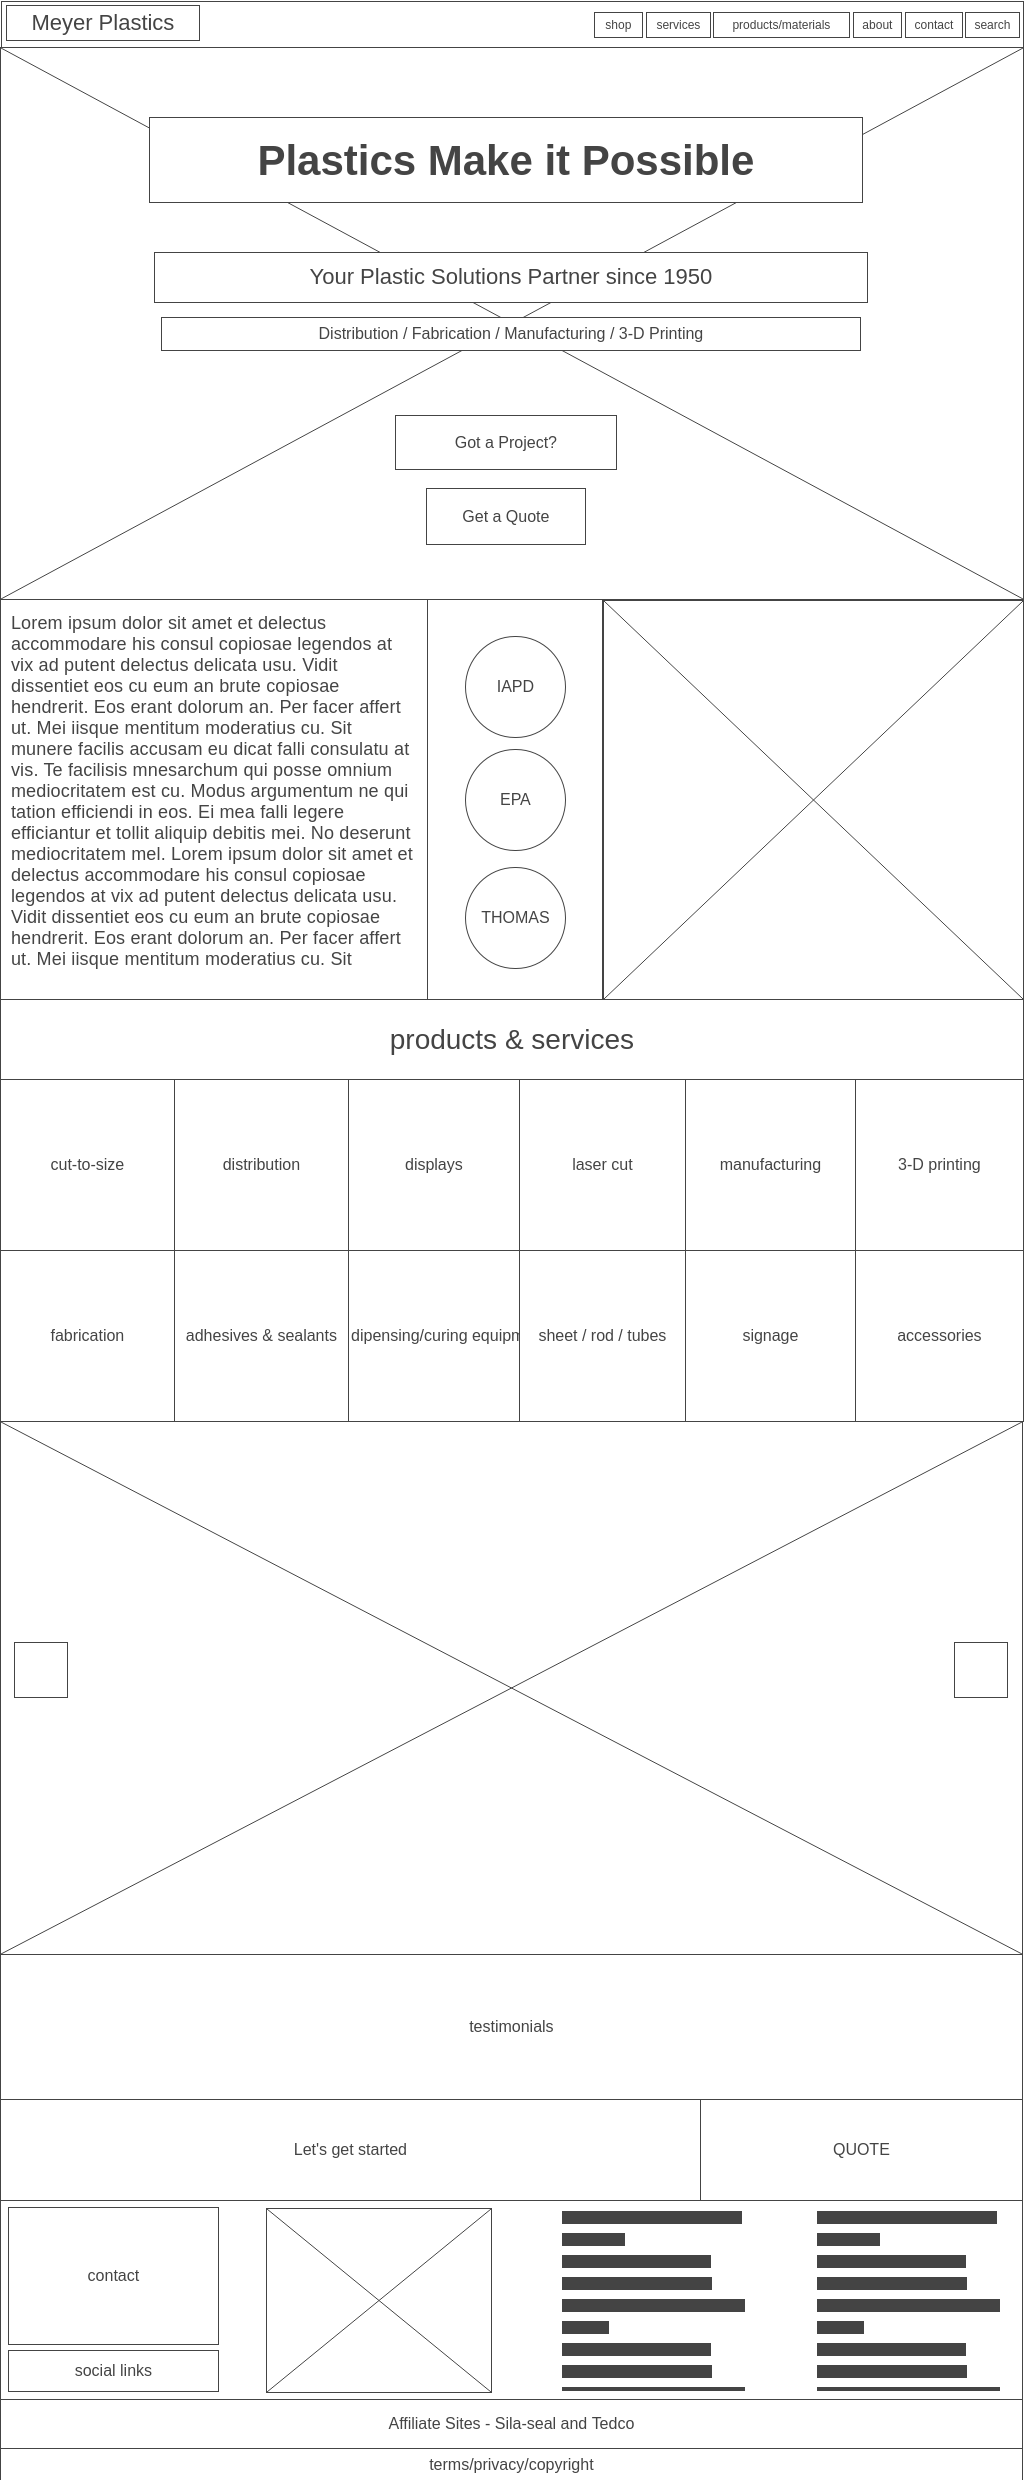 Meyer Plastics
shop
services
products/materials
about
contact
search
Plastics Make it Possible
Your Plastic Solutions Partner since 1950
Distribution / Fabrication / Manufacturing / 3-D Printing
Got a Project?
Get a Quote
Lorem ipsum dolor sit amet et delectus
accommodare his consul copiosae legendos at
vix ad putent delectus delicata usu. Vidit
dissentiet eos cu eum an brute copiosae
hendrerit. Eos erant dolorum an. Per facer affert
ut. Mei iisque mentitum moderatius cu. Sit
munere facilis accusam eu dicat falli consulatu at
vis. Te facilisis mnesarchum qui posse omnium
mediocritatem est cu. Modus argumentum ne qui
tation efficiendi in eos. Ei mea falli legere
efficiantur et tollit aliquip debitis mei. No deserunt
mediocritatem mel. Lorem ipsum dolor sit amet et
delectus accommodare his consul copiosae
legendos at vix ad putent delectus delicata usu.
Vidit dissentiet eos cu eum an brute copiosae
hendrerit. Eos erant dolorum an. Per facer affert
ut. Mei iisque mentitum moderatius cu. Sit
IAPD
EPA
THOMAS
products & services
cut-to-size
distribution
displays
laser cut
manufacturing
3-D printing
fabrication
adhesives & sealants
dipensing/curing
sheet / rod / tubes
signage
accessories
testimonials
Let's get started
QUOTE
contact
social links
Affiliate Sites - Sila-seal and Tedco
terms/privacy/copyright